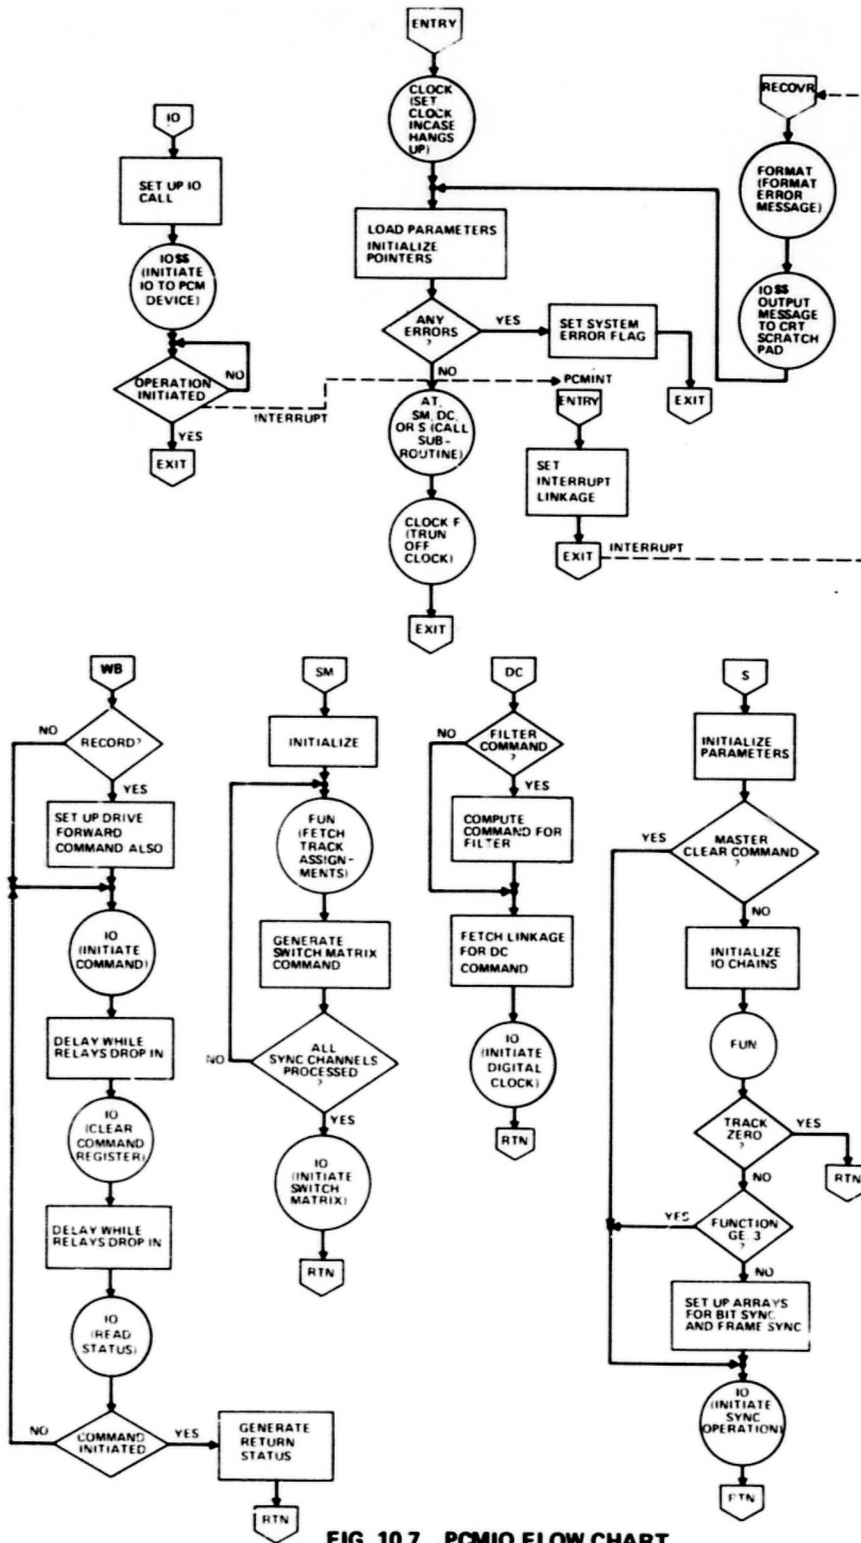 ENTRY
CLOCK
(SET
CLOCK
INCASE
HANGS
UP)
LOAD PARAMETERS
INITIALIZE
POINTERS
ANY
ERRORS
?
YES
SET SYSTEM
ERROR FLAG
EXIT
NO
AT,
SM, DC,
OR S (CALL
SUB-
ROUTINE)
CLOCK F
(TRUN
OFF
CLOCK)
EXIT
IO
SET UP IO
CALL
IO$$
(INITIATE
IO TO PCM
DEVICE)
OPERATION
INITIATED
NO
YES
EXIT
INTERRUPT
PCMINT
ENTRY
SET
INTERRUPT
LINKAGE
EXIT
INTERRUPT
RECOVR
FORMAT
(FORMAT
ERROR
MESSAGE)
IO$$
OUTPUT
MESSAGE
TO CRT
SCRATCH
PAD
WB
RECORD?
NO
YES
SET UP DRIVE
FORWARD
COMMAND ALSO
IO
(INITIATE
COMMAND)
DELAY WHILE
RELAYS DROP IN
IO
(CLEAR
COMMAND
REGISTER)
DELAY WHILE
RELAYS DROP IN
IO
(READ
STATUS)
COMMAND
INITIATED
NO
YES
GENERATE
RETURN
STATUS
RTN
SM
INITIALIZE
FUN
(FETCH
TRACK
ASSIGN-
MENTS)
GENERATE
SWITCH MATRIX
COMMAND
ALL
SYNC CHANNELS
PROCESSED
?
NO
YES
IO
(INITIATE
SWITCH
MATRIX)
RTN
DC
FILTER
COMMAND
?
NO
YES
COMPUTE
COMMAND FOR
FILTER
FETCH LINKAGE
FOR DC
COMMAND
IO
(INITIATE
DIGITAL
CLOCK)
RTN
S
INITIALIZE
PARAMETERS
MASTER
CLEAR COMMAND
?
YES
NO
INITIALIZE
IO CHAINS
FUN
TRACK
ZERO
?
YES
RTN
NO
FUNCTION
GE. 3
?
YES
NO
SET UP ARRAYS
FOR BIT SYNC
AND FRAME SYNC
IO
(INITIATE
SYNC
OPERATION)
RTN
FIG. 10.7 PCMIO FLOW CHART